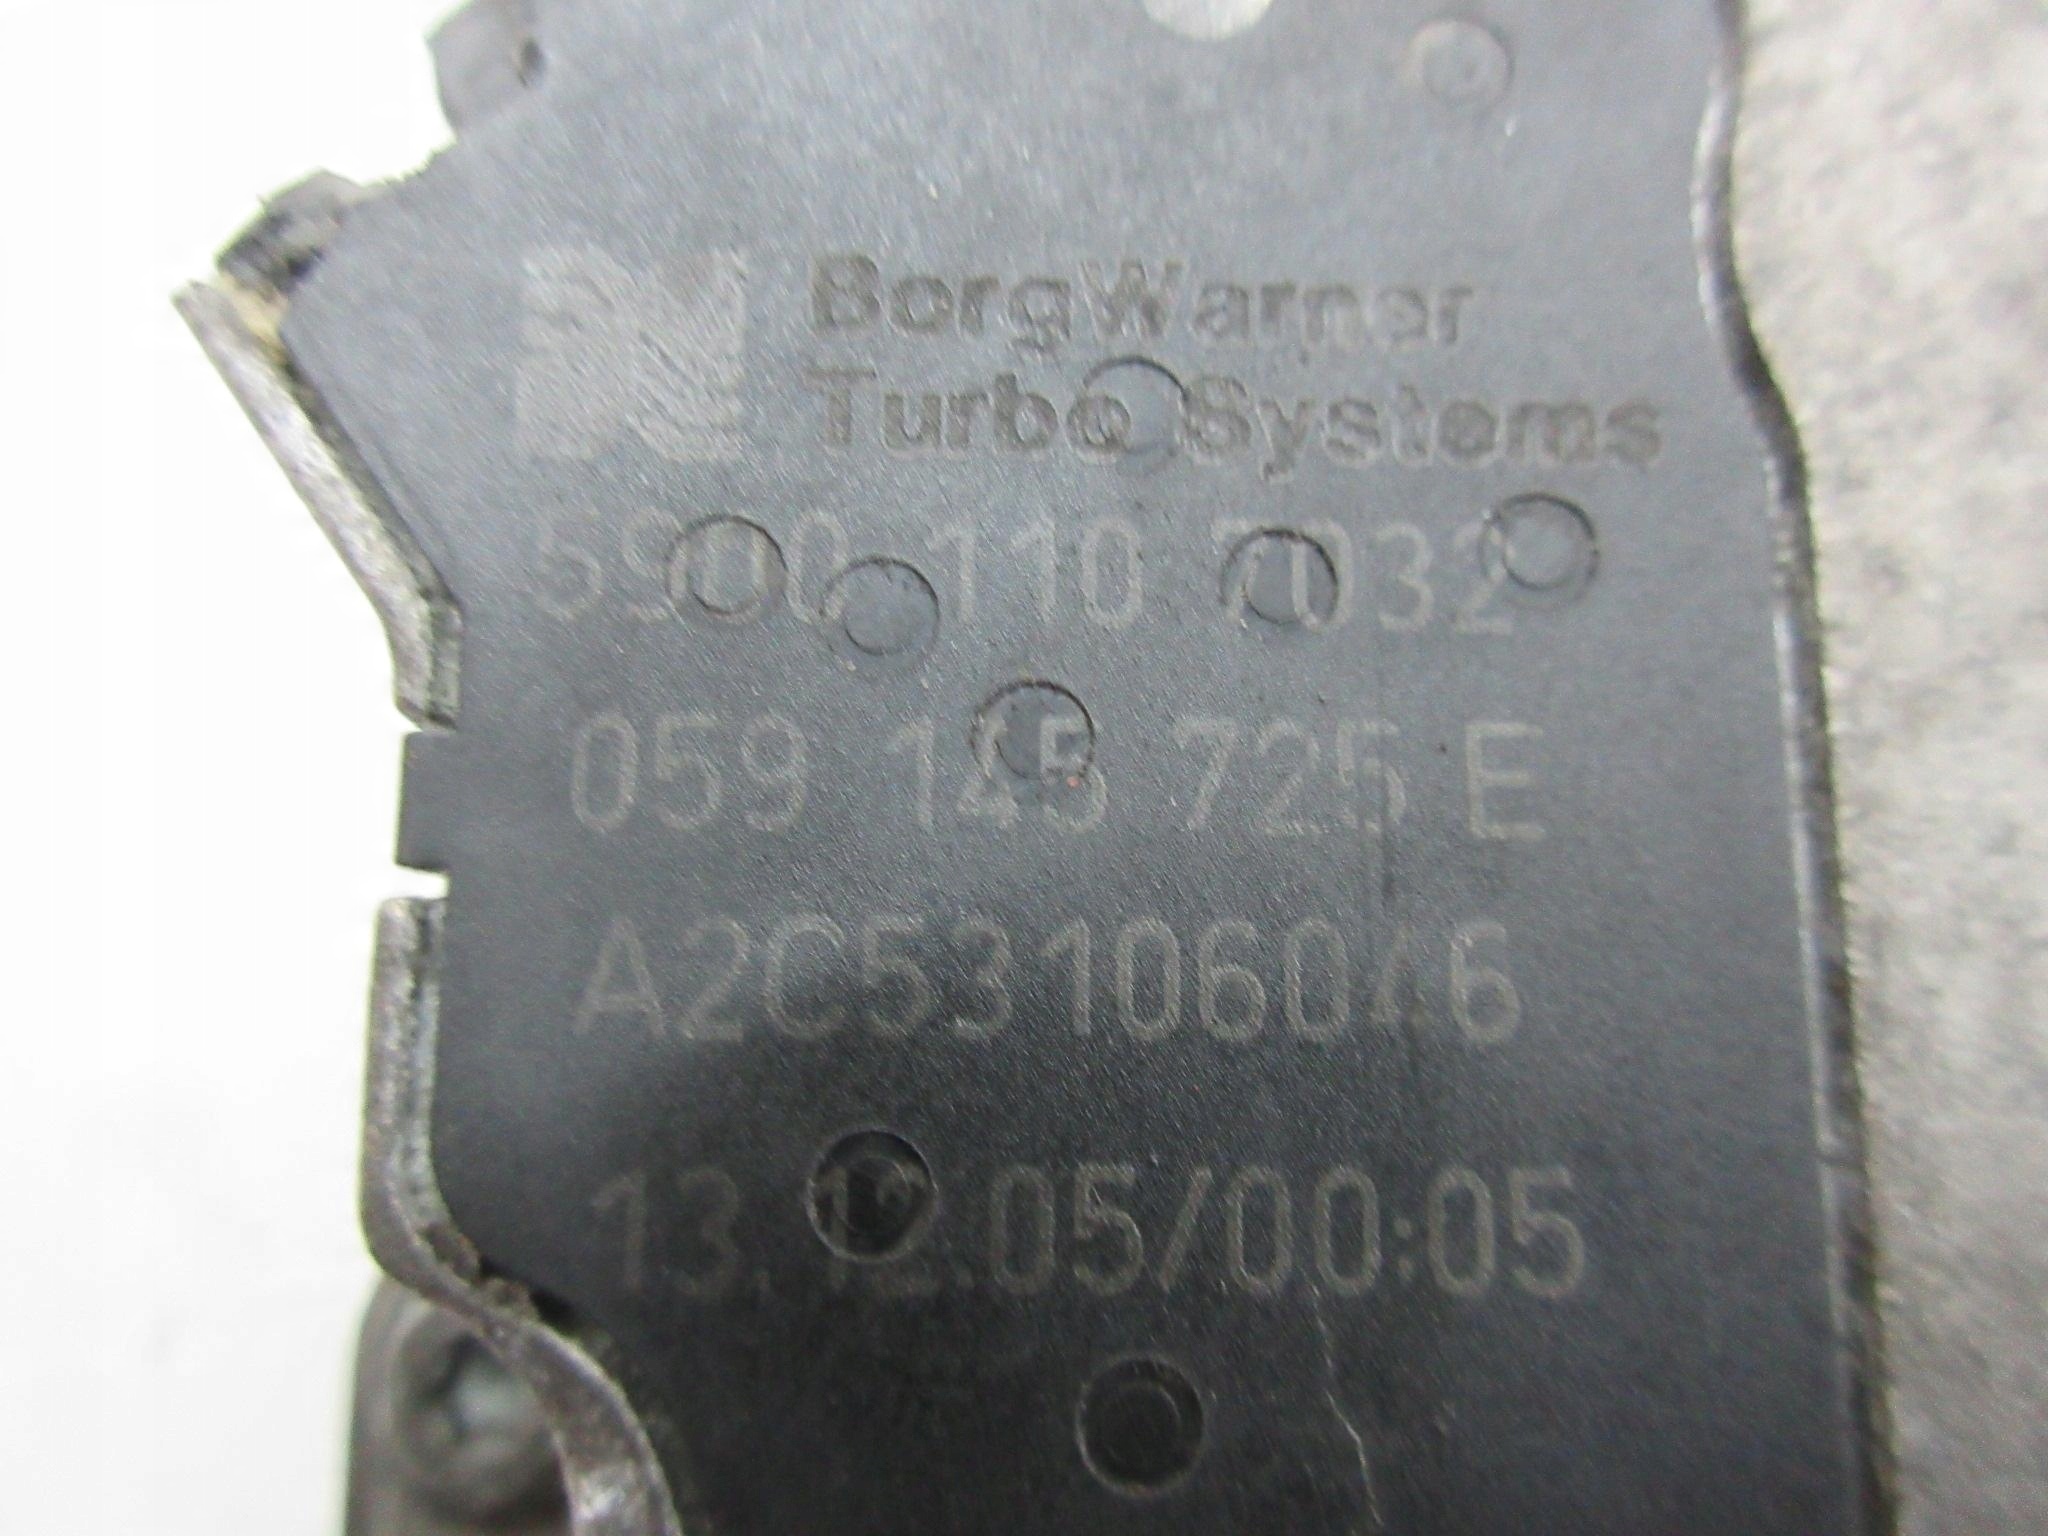 BorgWarner
Turbo Systems
5900 110 7032
059 145 725 E
A2C53106046
13.12.05/00:05